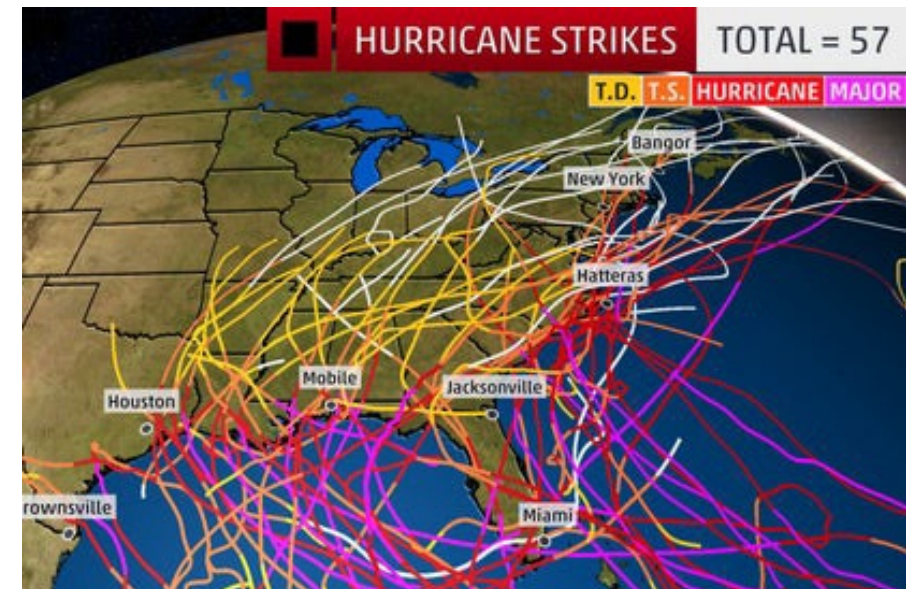 HURRICANE STRIKES TOTAL = 57
T.D. T.S. HURRICANE MAJOR
Bangor
New York
Hatteras
Mobile
Jacksonville
Houston
rownsville
Miami